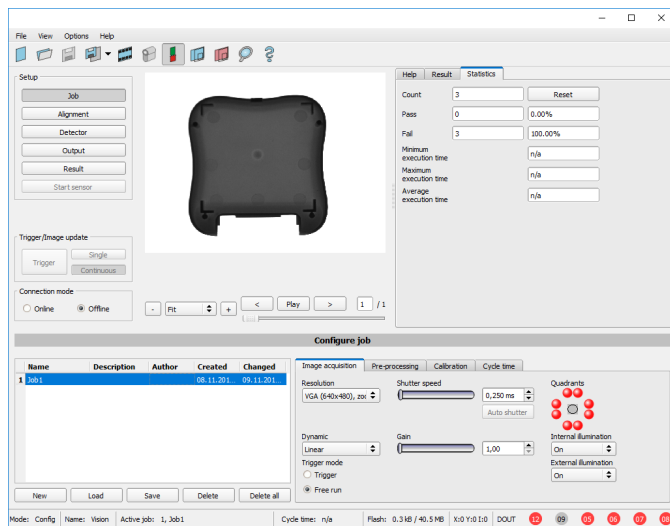 File View Options Help
Setup
Job
Alignment
Detector
Output
Result
Start sensor
Trigger/Image update
Trigger
Single
Continuous
Connection mode
Online Offline
- Fit + < Play > 1 / 1
Help Result Statistics
Count 3 Reset
Pass 0 0.00%
Fail 3 100.00%
Minimum
execution time n/a
Maximum
execution time n/a
Average
execution time n/a
Configure job
Name Description Author Created Changed
1 Job1 08.11.201... 09.11.201...
New Load Save Delete Delete all
Image acquisition Pre-processing Calibration Cycle time
Resolution Shutter speed Quadrants
VGA (640x480), zoo 0,250 ms
Auto shutter
Dynamic Gain Internal illumination
Linear 1,00 On
Trigger mode External illumination
Trigger On
Free run
Mode: Config Name: Vision Active job: 1, Job1 Cycle time: n/a Flash: 0.3 kB / 40.5 MB X:0 Y:0 I:0 DOUT 12 09 05 06 07 08